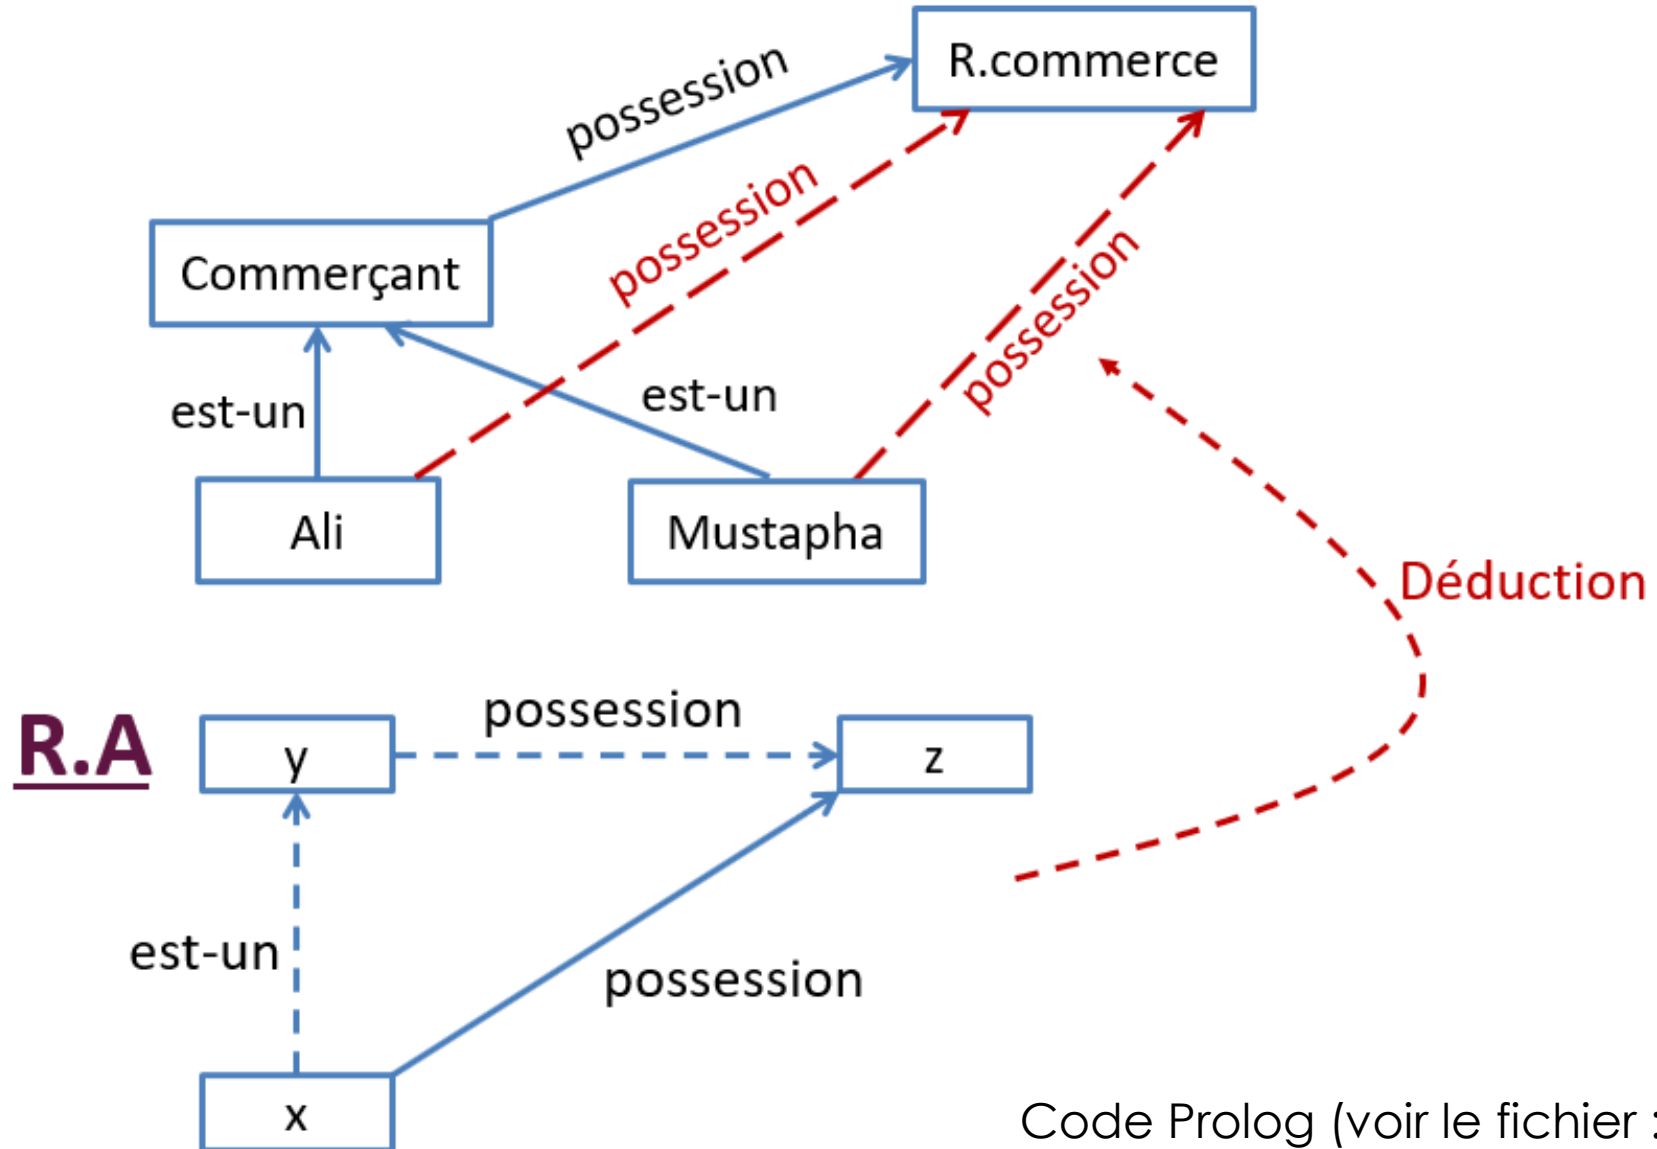 R.commerce
possession
possession
Commerçant
possession
est-un
est-un
Ali
Mustapha
Déduction
R.A
possession
y
z
est-un
possession
x
Code Prolog (voir le fichier :